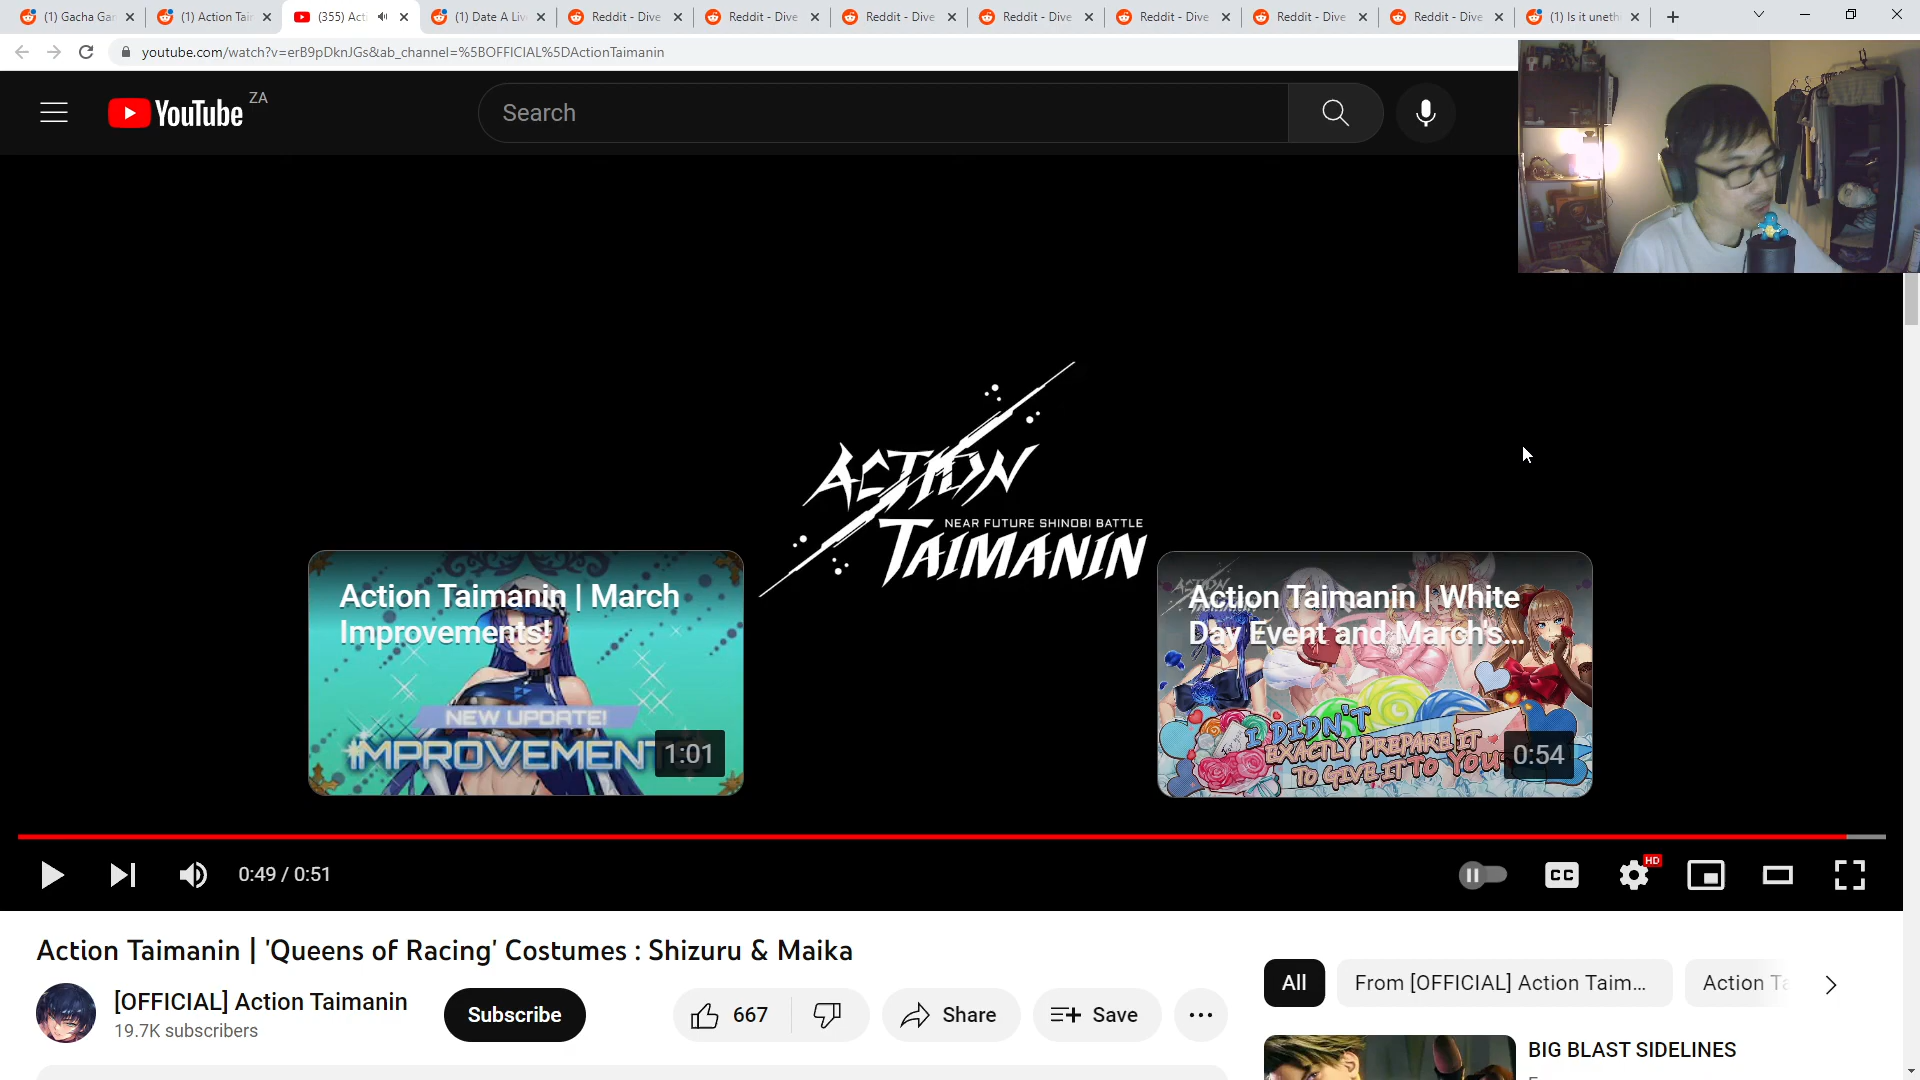 (1) Gacha Gar
(1) Action Tai
(355) Act
(1) Date A Liv
Reddit - Dive
Reddit - Dive
Reddit - Dive
Reddit - Dive
Reddit - Dive
Reddit - Dive
Reddit - Dive
(1) Is it uneth
youtube.com/watch?v=erB9pDknJGs&ab_channel=%5BOFFICIAL%5DActionTaimanin
YouTube ZA
Search
ACTION
NEAR FUTURE SHINOBI BATTLE
TAIMANIN
Action Taimanin | March
Improvements!
NEW UPDATE!
IMPROVEMENT
1:01
Action Taimanin | White
Day Event and March's...
I DIDN'T
EXACTLY PREPARE IT
TO GIVE IT TO YOU
0:54
0:49 / 0:51
CC
HD
Action Taimanin | 'Queens of Racing' Costumes : Shizuru & Maika
[OFFICIAL] Action Taimanin
19.7K subscribers
Subscribe
667
Share
Save
All
From [OFFICIAL] Action Taim...
Action Ta
BIG BLAST SIDELINES